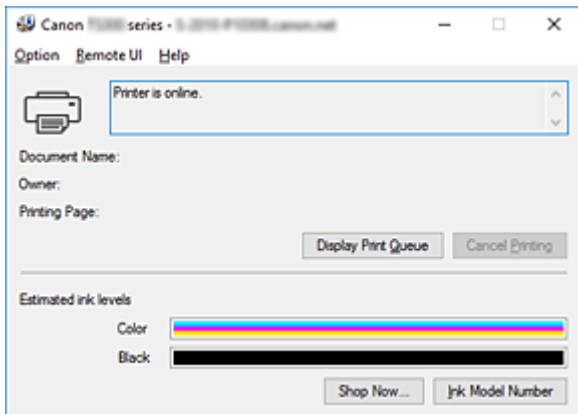 Canon series -
Option Remote UI Help
Printer is online.
Document Name:
Owner:
Printing Page:
Display Print Queue Cancel Printing
Estimated ink levels
Color
Black
Shop Now... Ink Model Number